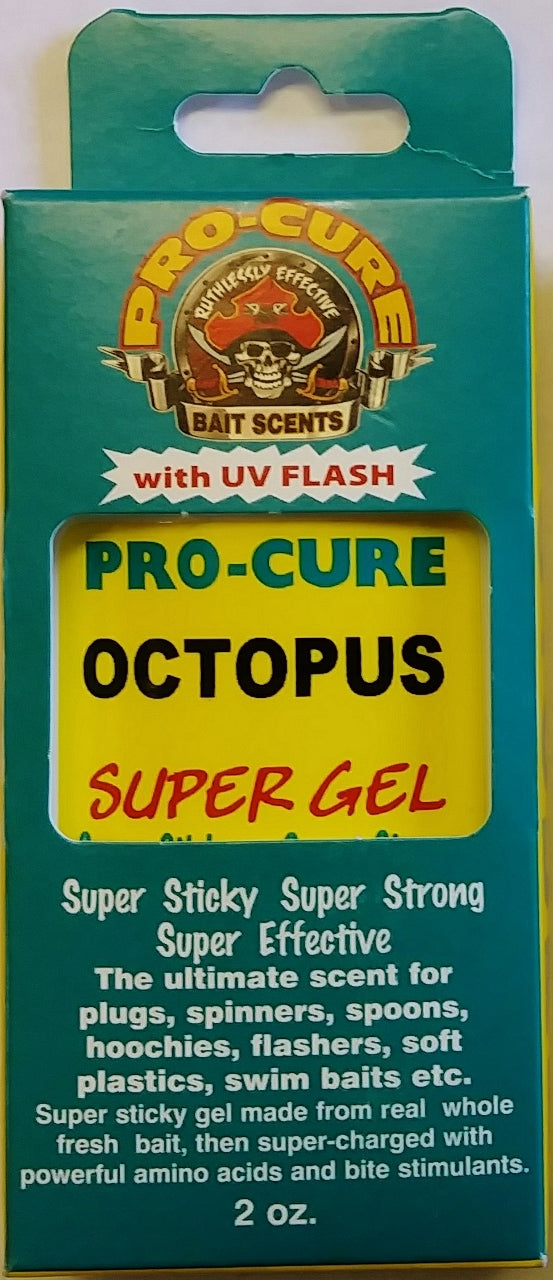 PRO-CURE
RUTHLESSLY EFFECTIVE
BAIT SCENTS
with UV FLASH
PRO-CURE
OCTOPUS
SUPER GEL
Super Sticky Super Strong
Super Effective
The ultimate scent for
plugs, spinners, spoons,
hoochies, flashers, soft
plastics, swim baits etc.
Super sticky gel made from real whole
fresh bait, then super-charged with
powerful amino acids and bite stimulants.
2 oz.